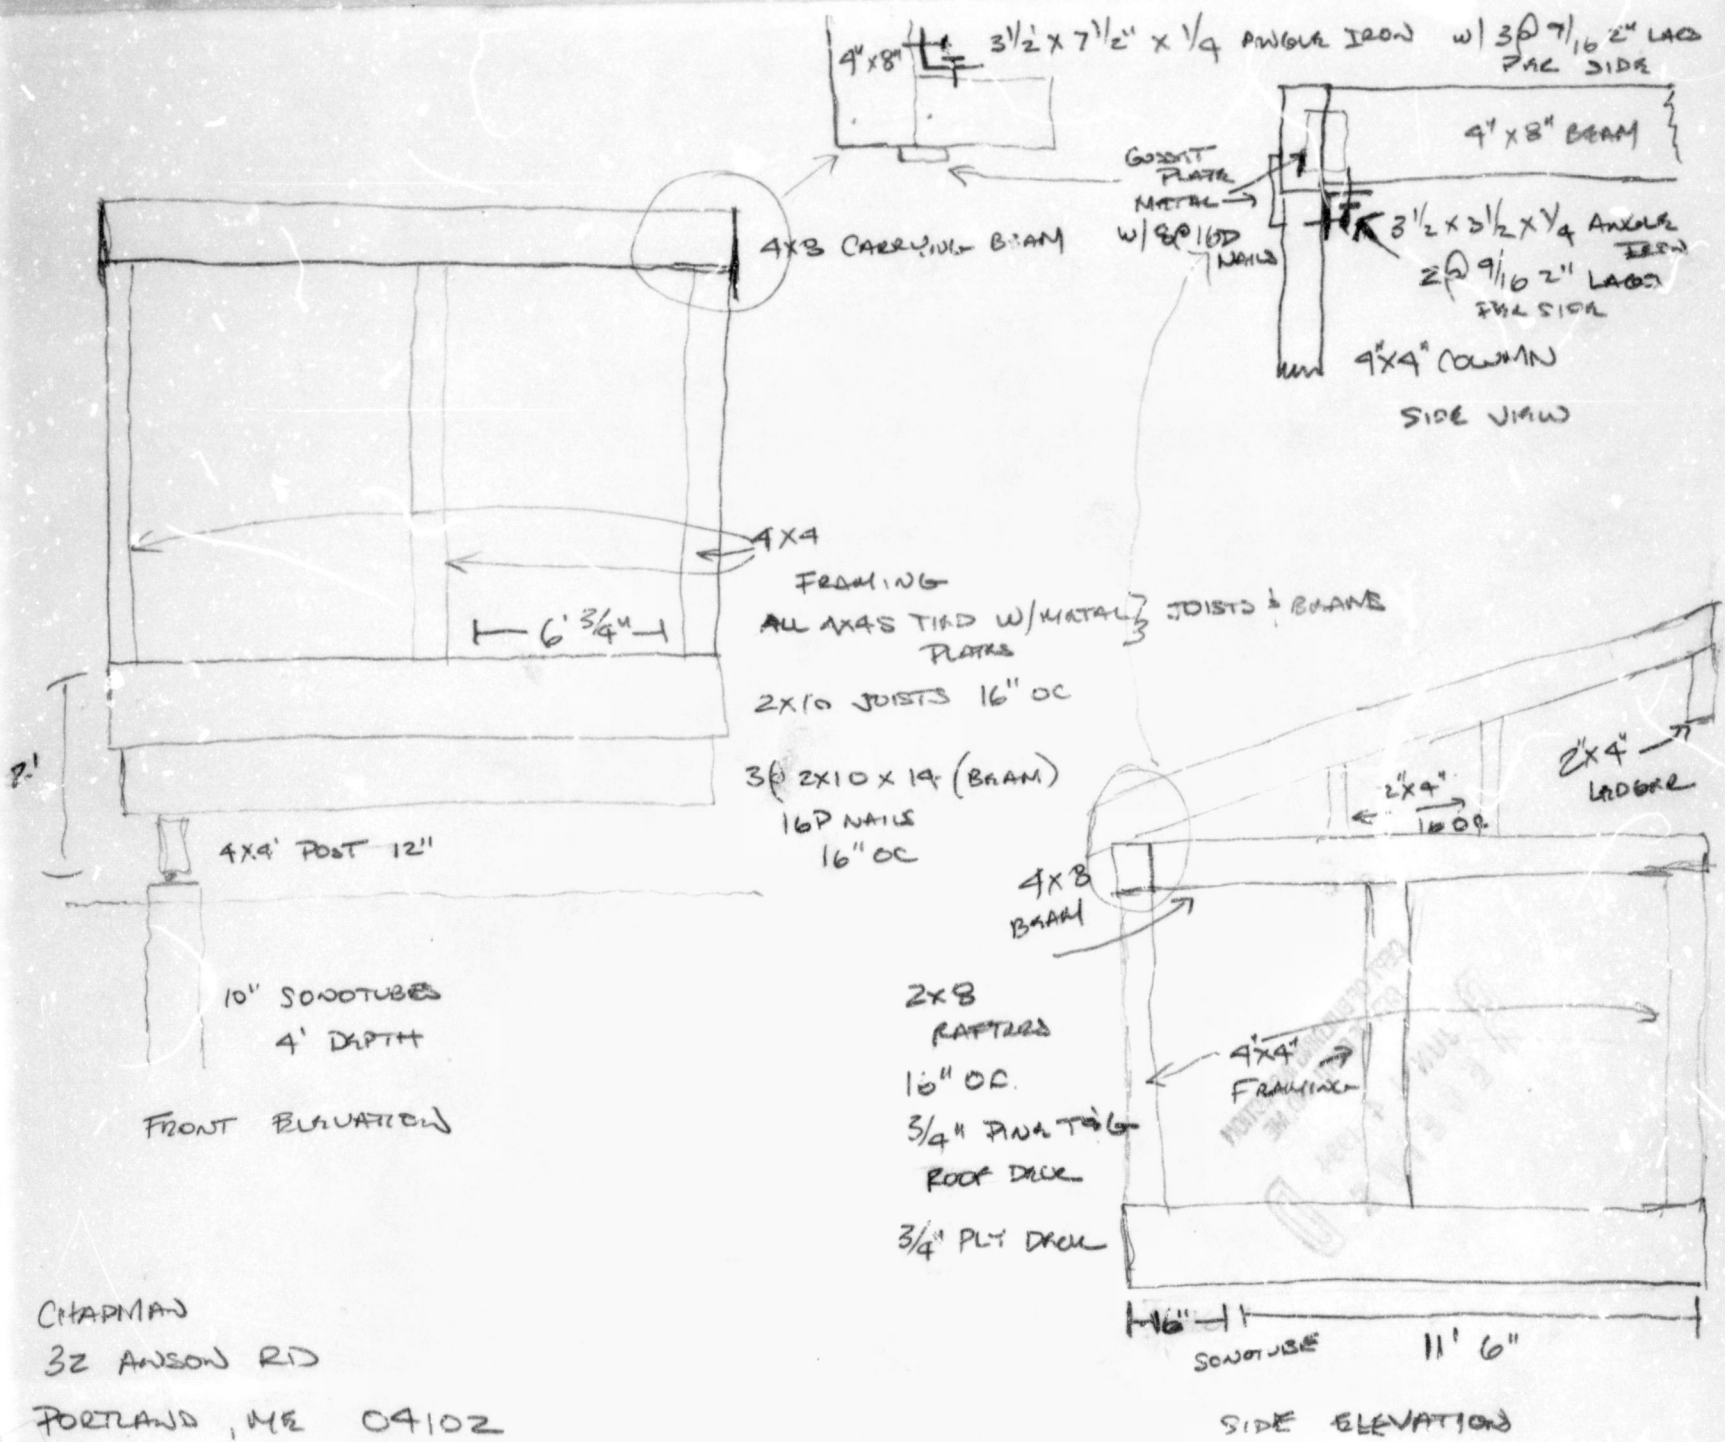 4"x8"
3 1/2 x 7 1/2" x 1/4 ANGLE IRON w/ 3@ 7/16 2" LAGS
PER SIDE
4" x 8" BEAM
GUSSIT
PLATE
METAL
W/ 8@ 16D
NAILS
3 1/2 x 3 1/2 x 1/4 ANGLE
IRON
2@ 9/16 2" LAGS
PER SIDE
4"X4" COLUMN
SIDE VIEW
4X8 CARRYING BEAM
4X4
FRAMING
ALL 4X4S TIED W/METAL } JOISTS & BEAMS
PLATES
6' 3/4"
2X10 JOISTS 16" OC
2'
3@ 2X10 X 14 (BEAM)
16D NAILS
16" OC
4X4' POST 12"
10" SONOTUBES
4' DEPTH
FRONT ELEVATION
2"X4"
LEDGER
2"X4"
16 OC
4X8
BEAM
2X8
RAFTERS
16" OC.
3/4" PINE T&G
ROOF DECK
3/4" PLY DECK
4"X4"
FRAMING
16"
SONOTUBE
11' 6"
SIDE ELEVATION
CHAPMAN
32 ANSON RD
PORTLAND, ME 04102